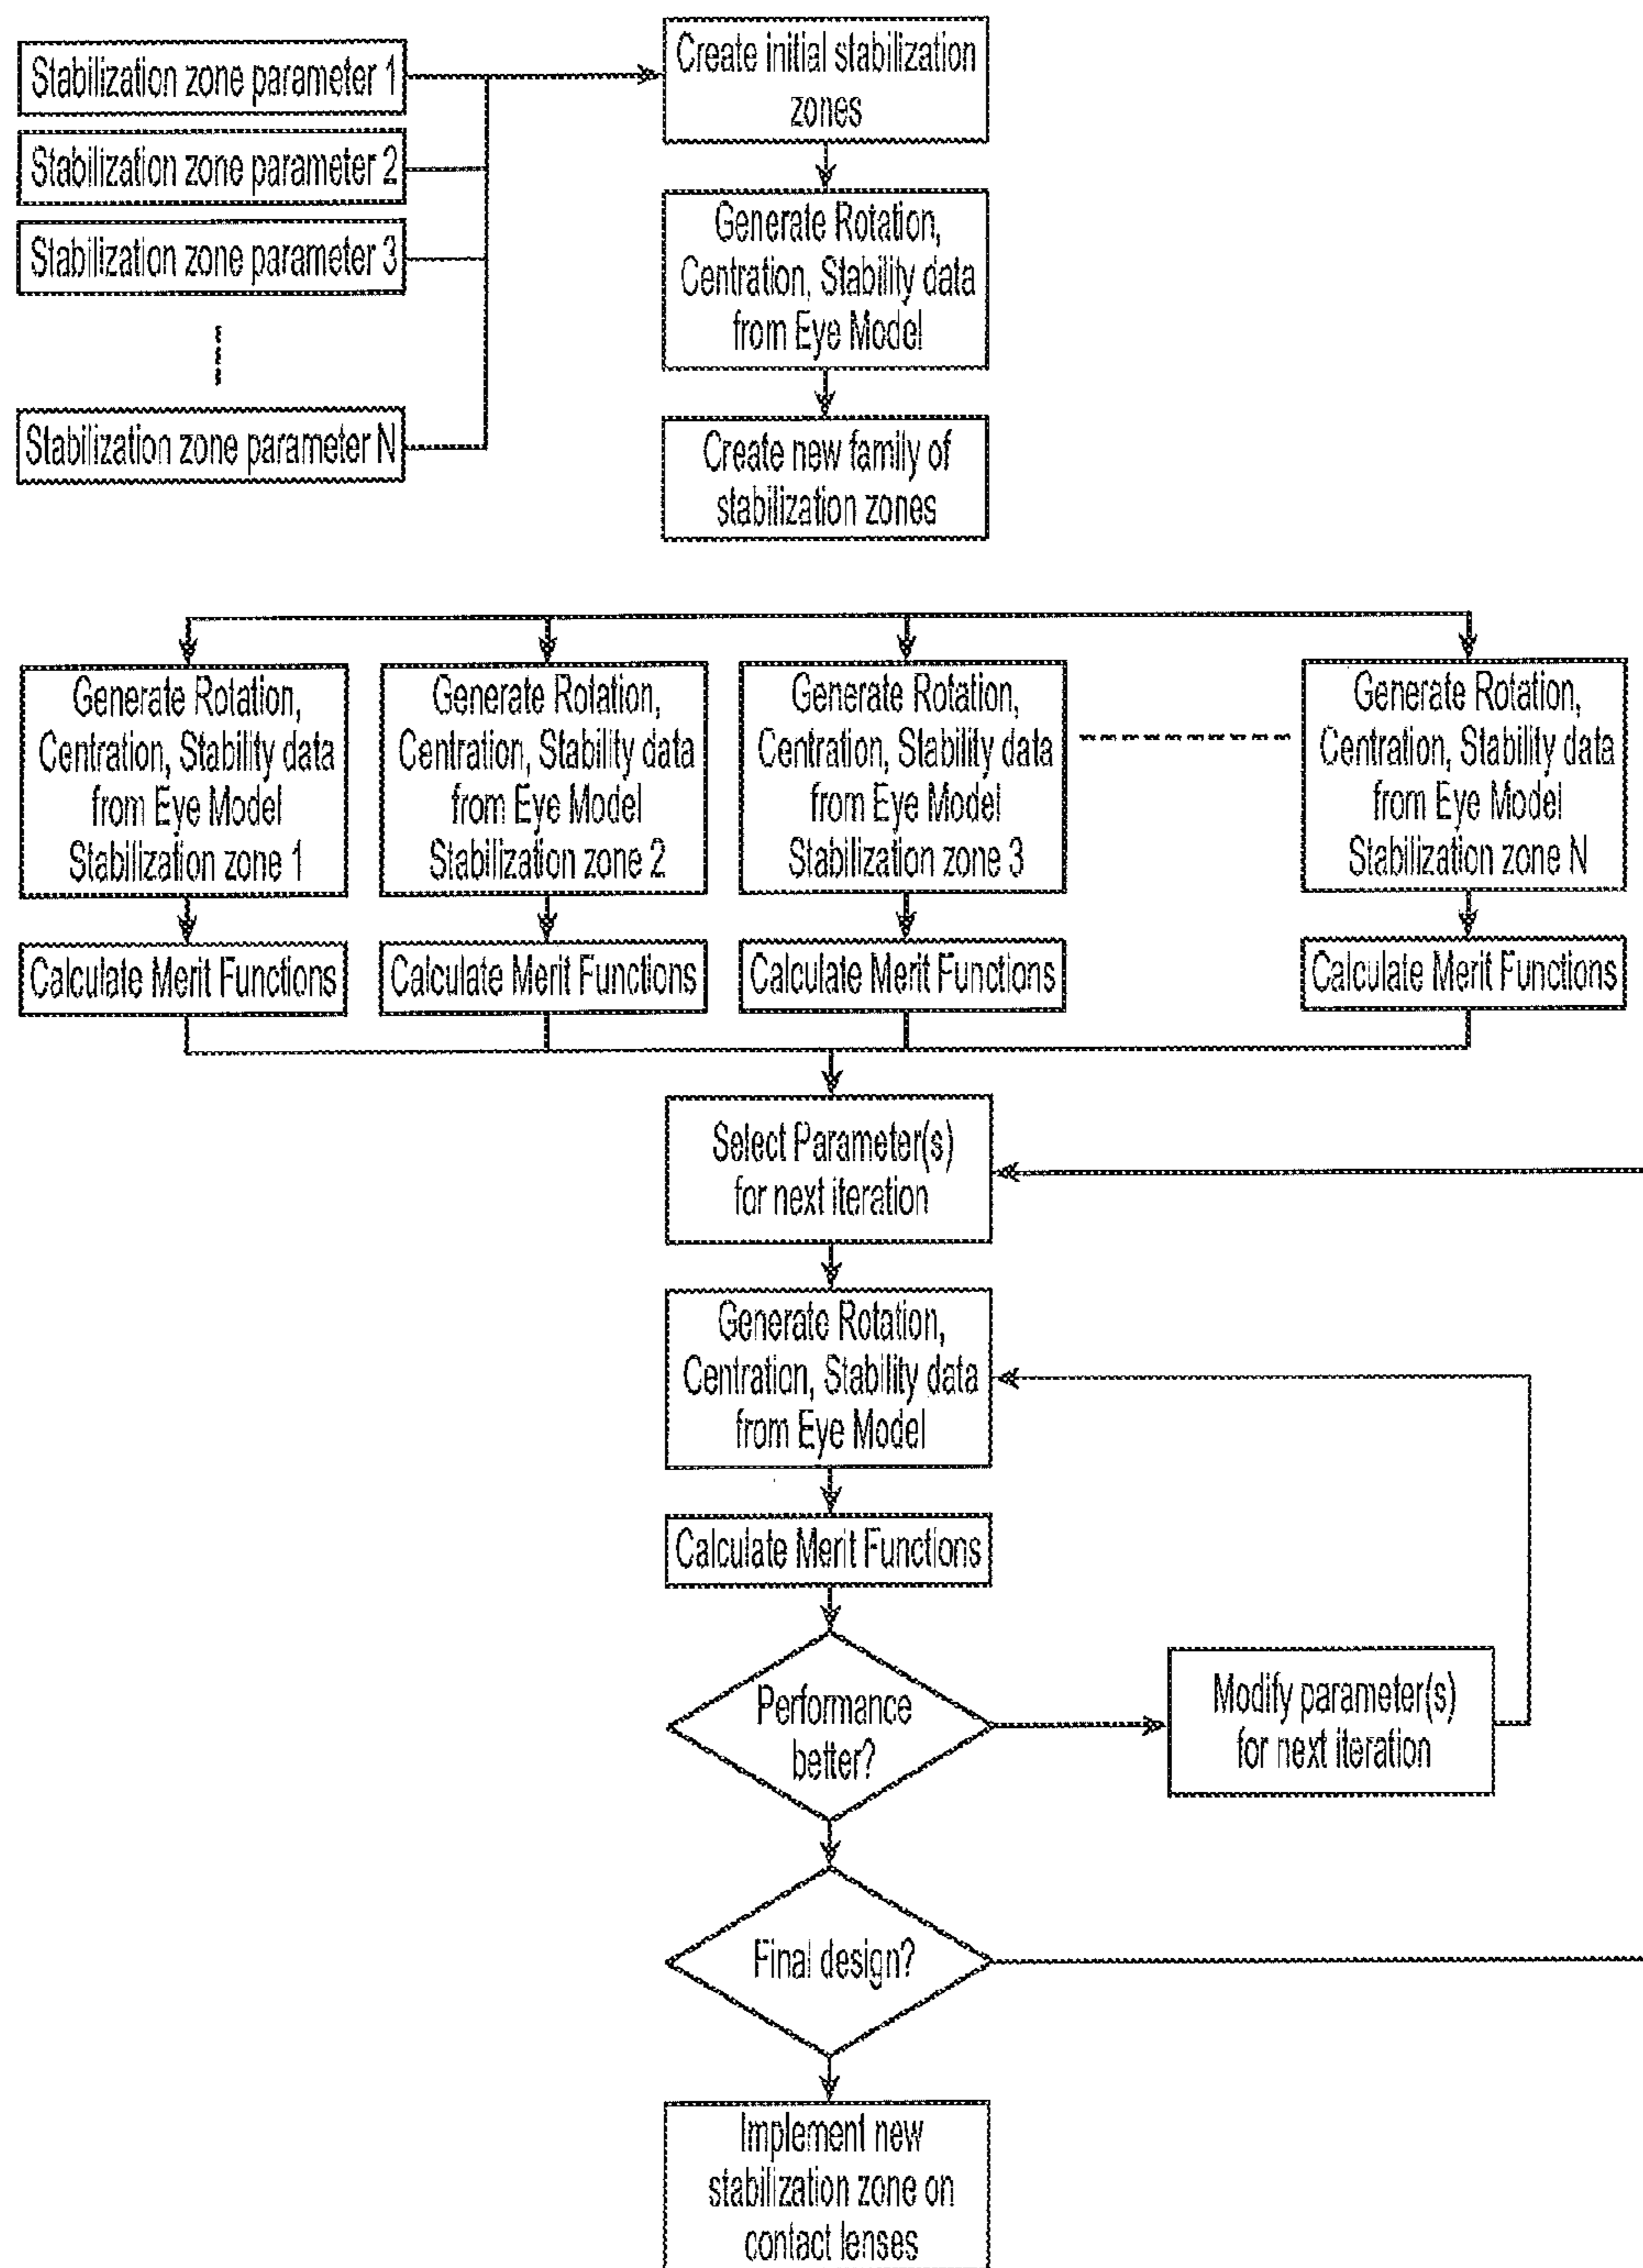 Stabilization zone parameter 1
Stabilization zone parameter 2
Stabilization zone parameter 3
Stabilization zone parameter N
Create initial stabilization
zones
Generate Rotation,
Centration, Stability data
from Eye Model
Create new family of
stabilization zones
Generate Rotation,
Centration, Stability data
from Eye Model
Stabilization zone 1
Generate Rotation,
Centration, Stability data
from Eye Model
Stabilization zone 2
Generate Rotation,
Centration, Stability data
from Eye Model
Stabilization zone 3
Generate Rotation,
Centration, Stability data
from Eye Model
Stabilization zone N
Calculate Merit Functions
Calculate Merit Functions
Calculate Merit Functions
Calculate Merit Functions
Select Parameter(s)
for next iteration
Generate Rotation,
Centration, Stability data
from Eye Model
Calculate Merit Functions
Performance
better?
Modify parameter(s)
for next iteration
Final design?
Implement new
stabilization zone on
contact lenses